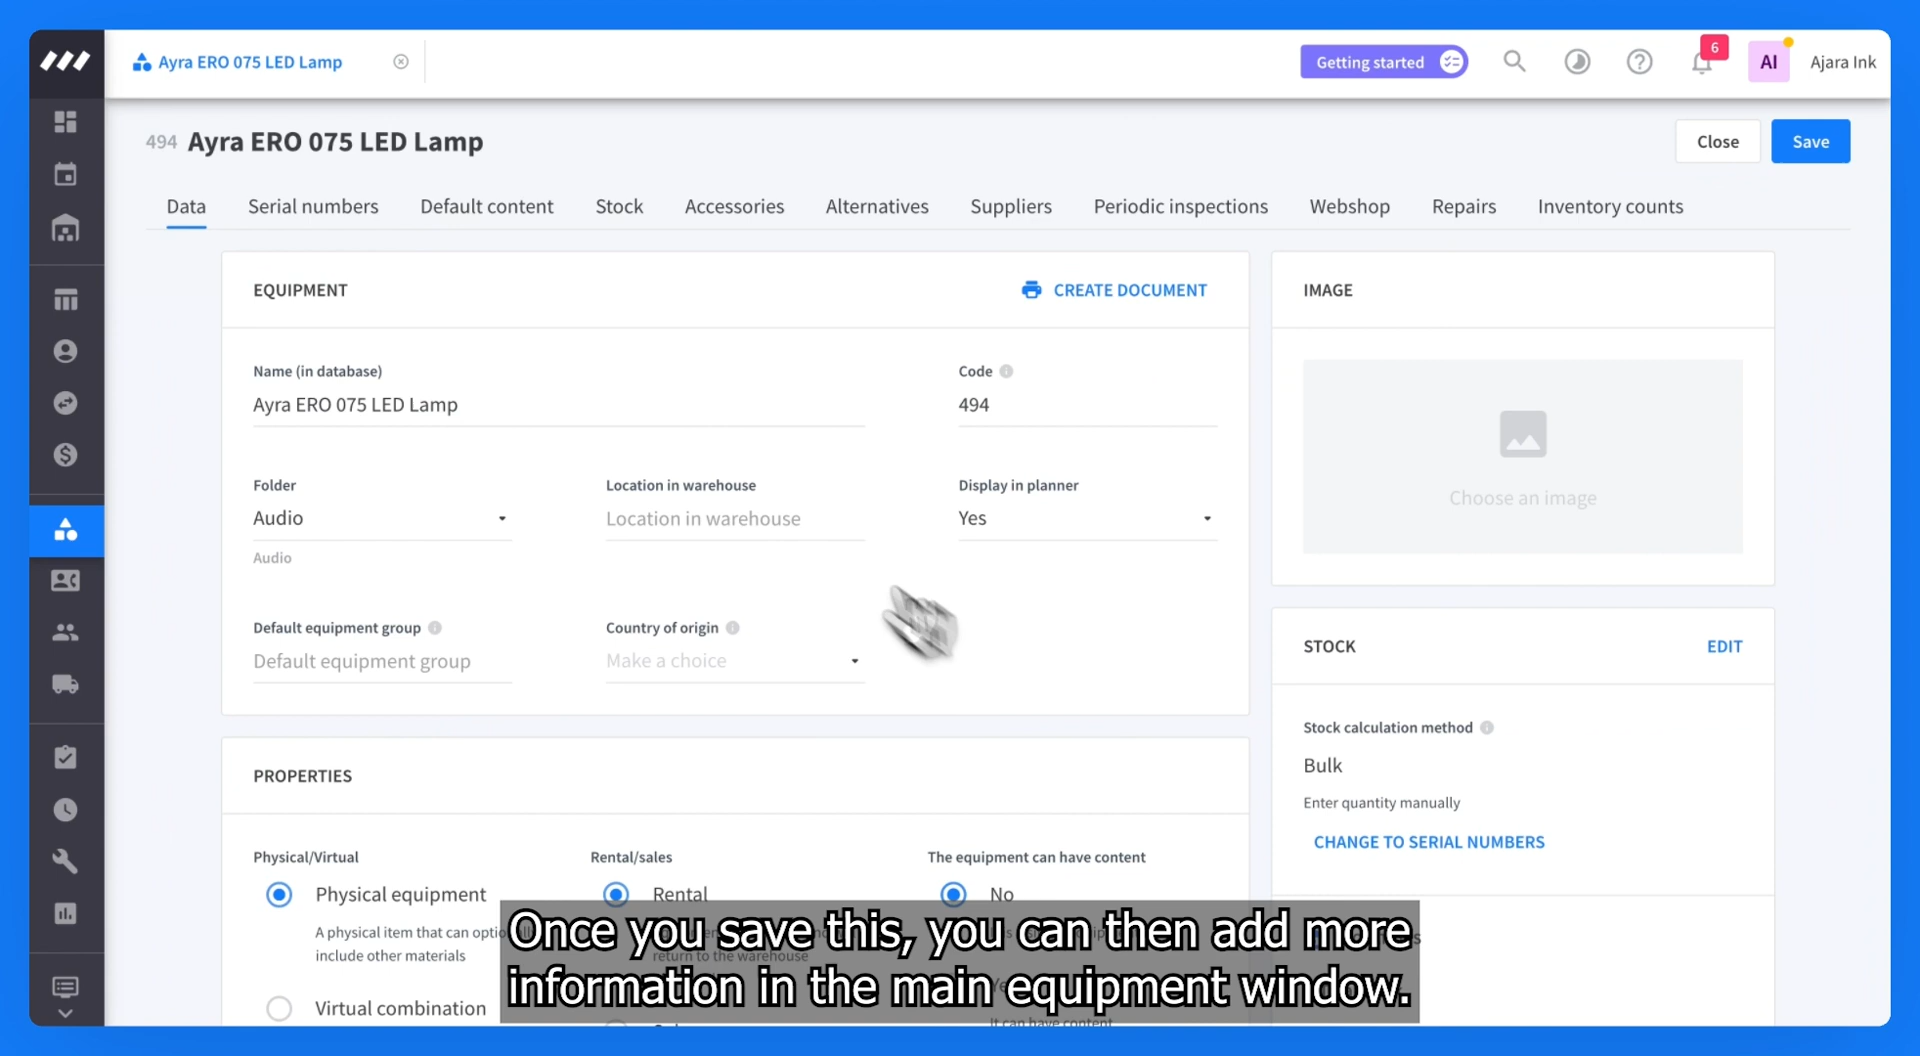 Ayra ERO 075 LED Lamp
Getting started
6
AI
Ajara Ink
494 Ayra ERO 075 LED Lamp
Close
Save
Data
Serial numbers
Default content
Stock
Accessories
Alternatives
Suppliers
Periodic inspections
Webshop
Repairs
Inventory counts
EQUIPMENT
CREATE DOCUMENT
Name (in database)
Ayra ERO 075 LED Lamp
Code
494
Folder
Audio
Audio
Location in warehouse
Location in warehouse
Display in planner
Yes
Default equipment group
Default equipment group
Country of origin
Make a choice
IMAGE
Choose an image
STOCK
EDIT
Stock calculation method
Bulk
Enter quantity manually
CHANGE TO SERIAL NUMBERS
PROPERTIES
Physical/Virtual
Physical equipment
A physical item that can
include other materials
Virtual combination
Rental/sales
Rental
return to the warehouse
The equipment can have content
No
It can have content
Once you save this, you can then add more
information in the main equipment window.